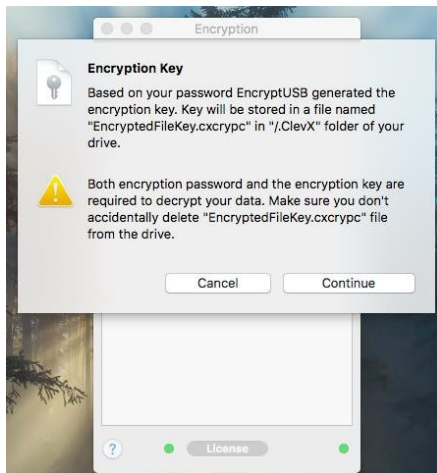 Encryption
Encryption Key
Based on your password EncryptUSB generated the
encryption key. Key will be stored in a file named
"EncryptedFileKey.cxcrypc" in "/.ClevX" folder of your
drive.
Both encryption password and the encryption key are
required to decrypt your data. Make sure you don't
accidentally delete "EncryptedFileKey.cxcrypc" file
from the drive.
Cancel Continue
? License